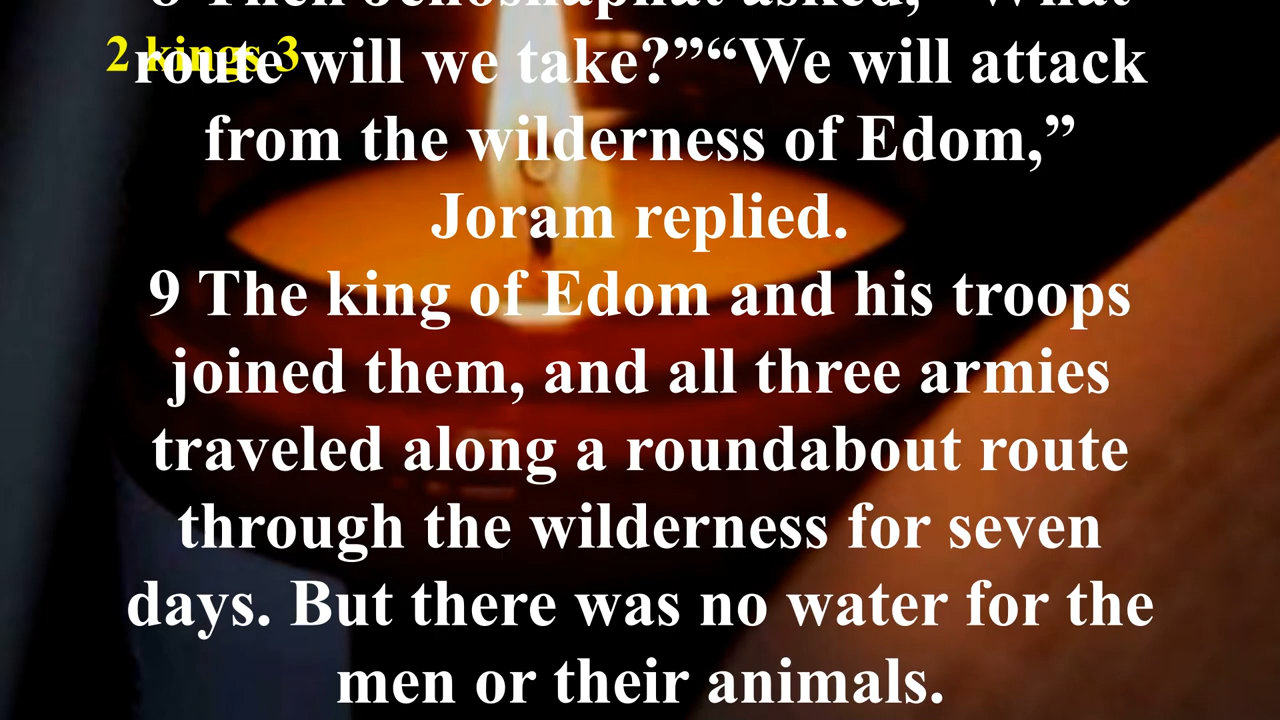 8 Then Jehoshaphat asked, “What
2 kings 3
route will we take?”“We will attack
from the wilderness of Edom,”
Joram replied.
9 The king of Edom and his troops
joined them, and all three armies
traveled along a roundabout route
through the wilderness for seven
days. But there was no water for the
men or their animals.